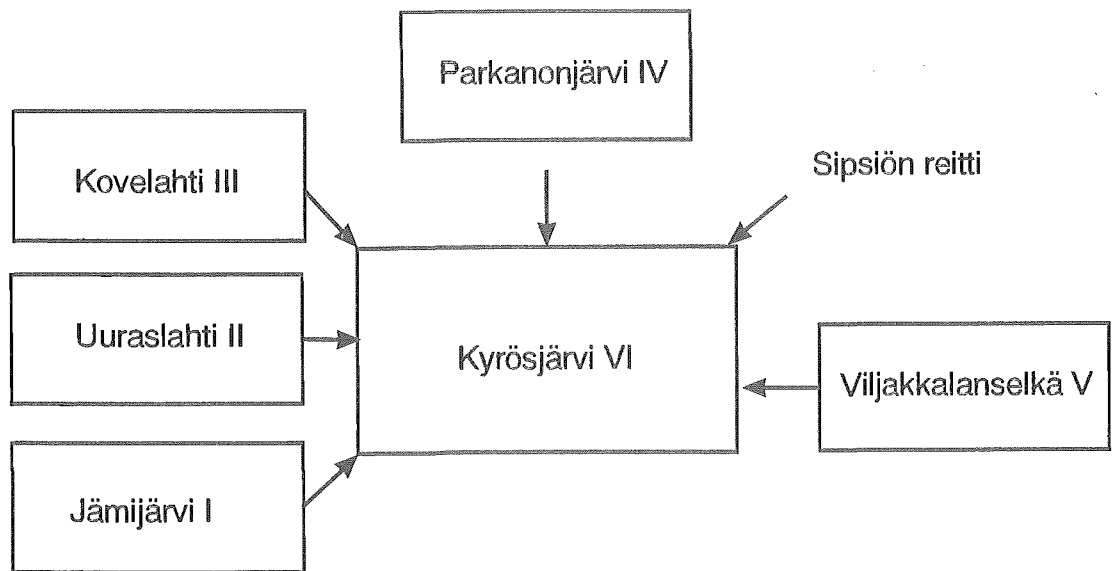 Parkanonjärvi IV
Kovelahti III
Sipsiön reitti
Uuraslahti II
Kyrösjärvi VI
Viljakkalanselkä V
Jämijärvi I